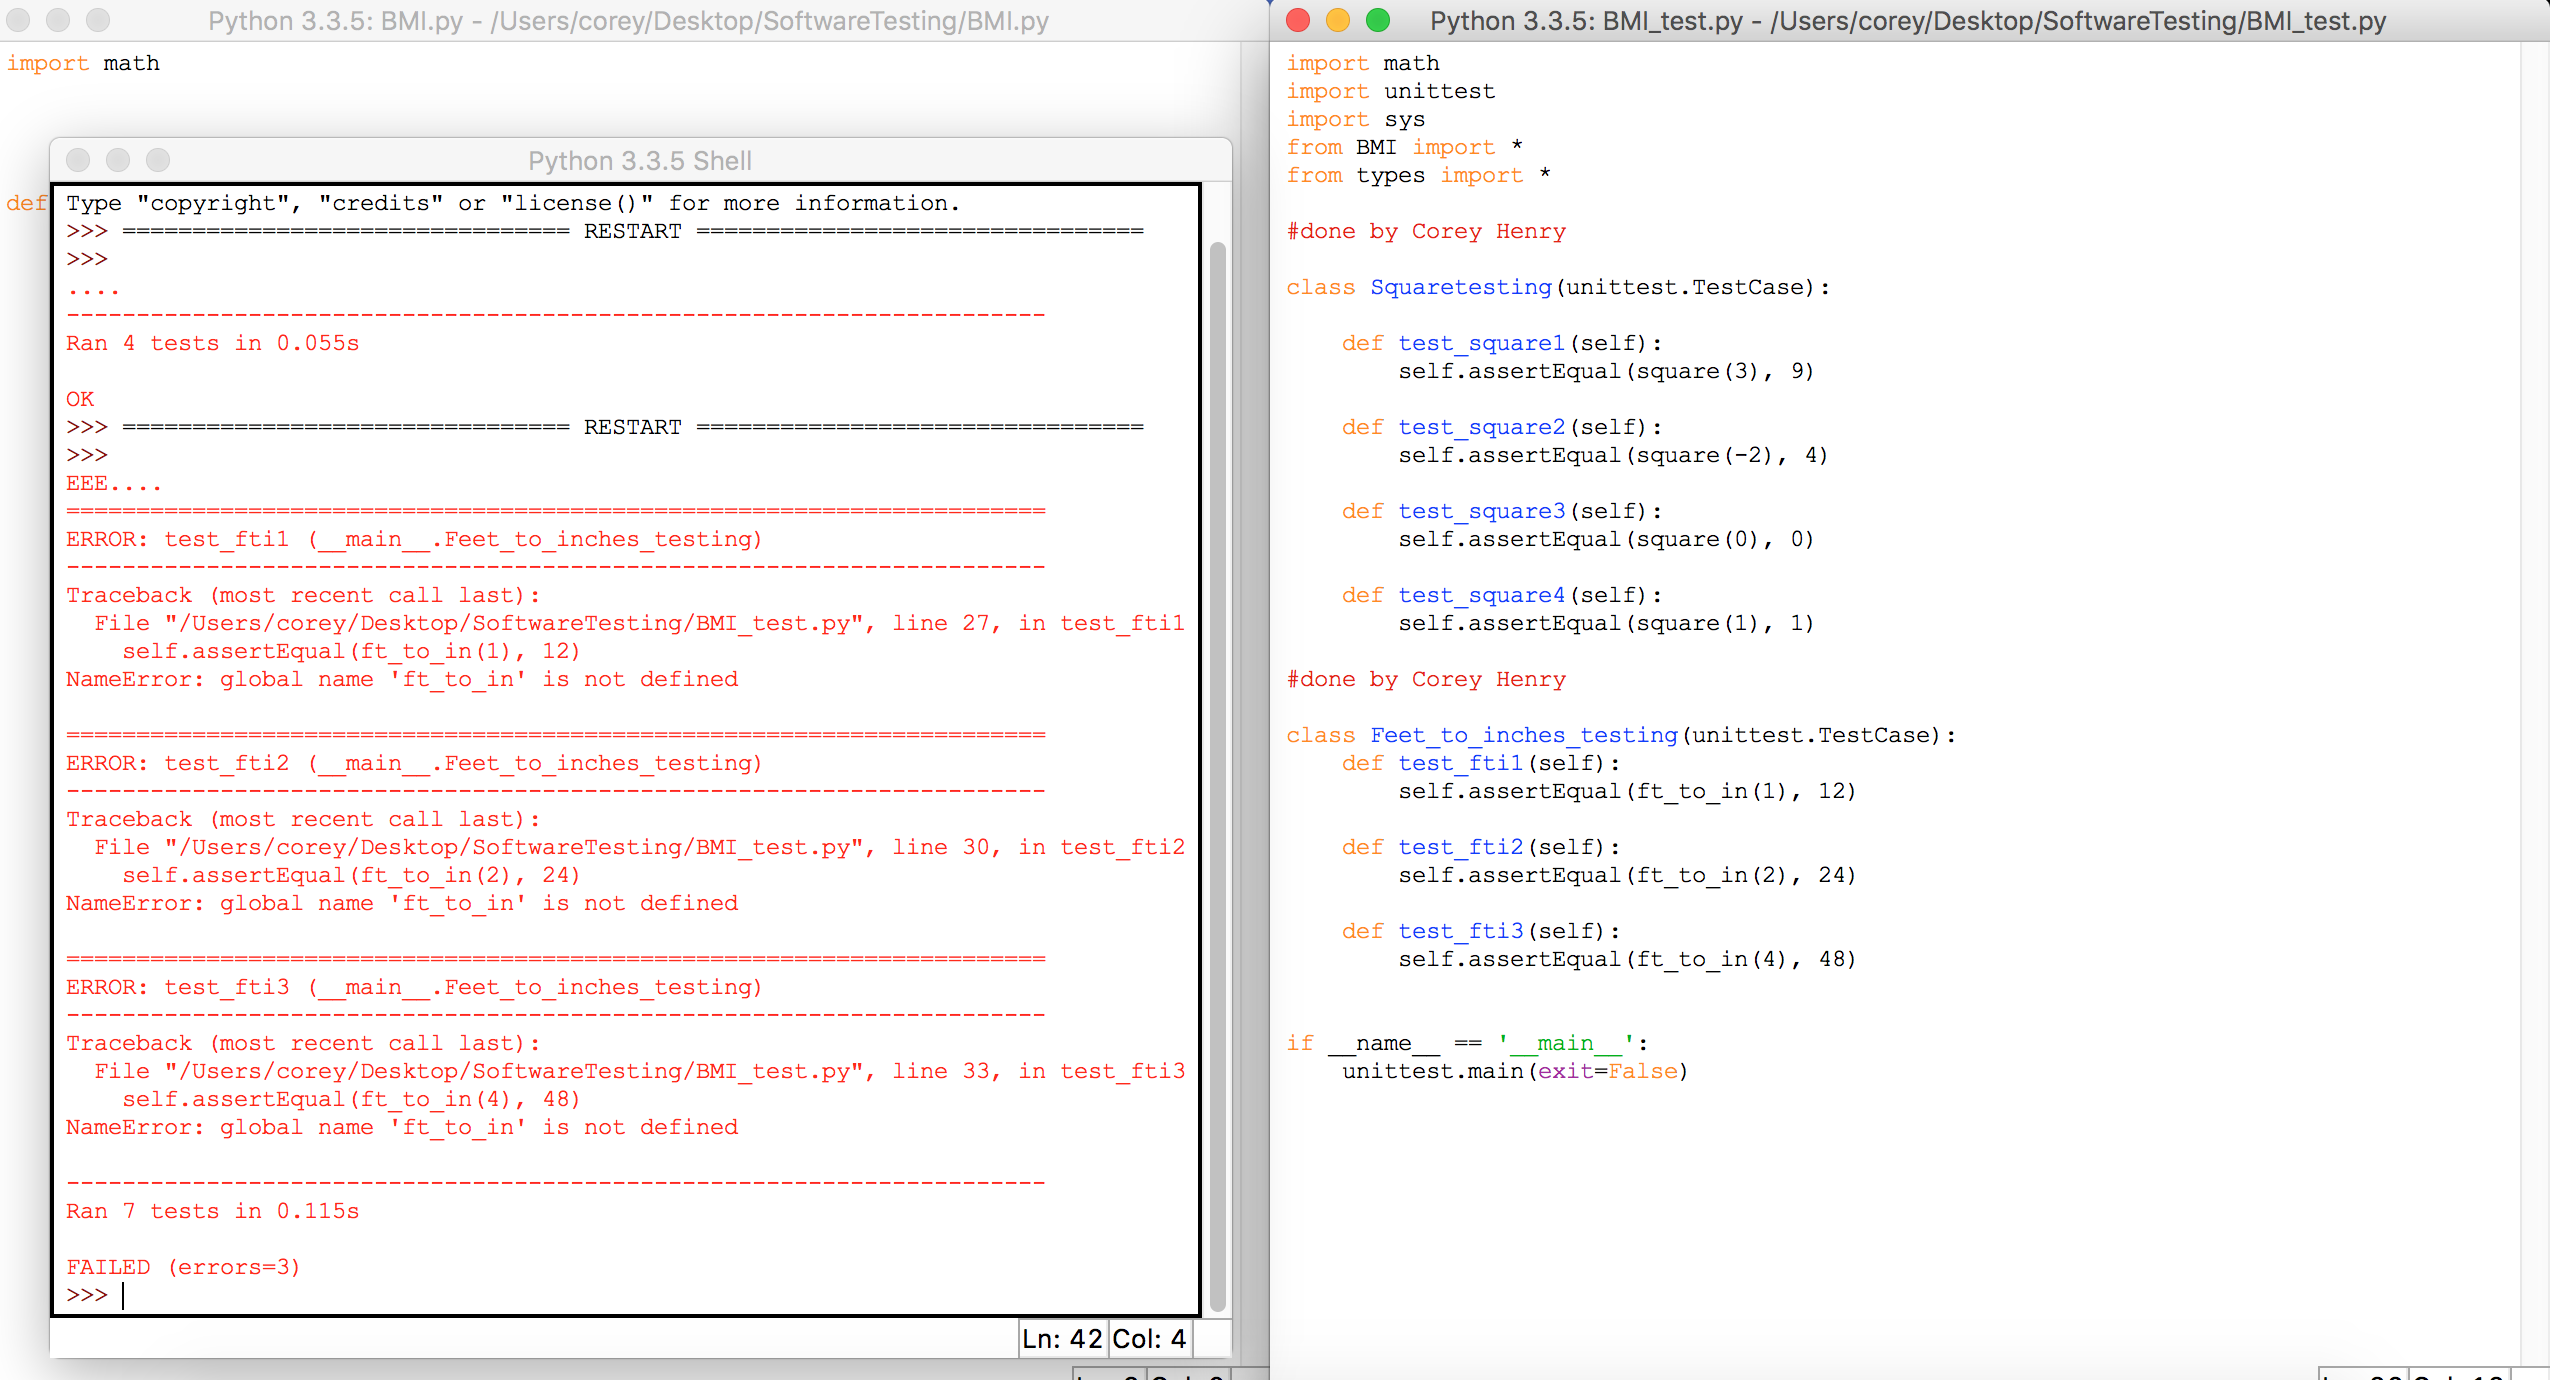 Python 3.3.5: BMI.py - /Users/corey/Desktop/SoftwareTesting/BMI.py
import math
def
Python 3.3.5 Shell
Type "copyright", "credits" or "license()" for more information.
>>> ================================ RESTART ================================
>>>
....
----------------------------------------------------------------------
Ran 4 tests in 0.055s
OK
>>> ================================ RESTART ================================
>>>
EEE....
======================================================================
ERROR: test_fti1 (__main__.Feet_to_inches_testing)
----------------------------------------------------------------------
Traceback (most recent call last):
  File "/Users/corey/Desktop/SoftwareTesting/BMI_test.py", line 27, in test_fti1
    self.assertEqual(ft_to_in(1), 12)
NameError: global name 'ft_to_in' is not defined
======================================================================
ERROR: test_fti2 (__main__.Feet_to_inches_testing)
----------------------------------------------------------------------
Traceback (most recent call last):
  File "/Users/corey/Desktop/SoftwareTesting/BMI_test.py", line 30, in test_fti2
    self.assertEqual(ft_to_in(2), 24)
NameError: global name 'ft_to_in' is not defined
======================================================================
ERROR: test_fti3 (__main__.Feet_to_inches_testing)
----------------------------------------------------------------------
Traceback (most recent call last):
  File "/Users/corey/Desktop/SoftwareTesting/BMI_test.py", line 33, in test_fti3
    self.assertEqual(ft_to_in(4), 48)
NameError: global name 'ft_to_in' is not defined
----------------------------------------------------------------------
Ran 7 tests in 0.115s
FAILED (errors=3)
>>>
Ln: 42 Col: 4
Python 3.3.5: BMI_test.py - /Users/corey/Desktop/SoftwareTesting/BMI_test.py
import math
import unittest
import sys
from BMI import *
from types import *
#done by Corey Henry
class Squaretesting(unittest.TestCase):
    def test_square1(self):
        self.assertEqual(square(3), 9)
    def test_square2(self):
        self.assertEqual(square(-2), 4)
    def test_square3(self):
        self.assertEqual(square(0), 0)
    def test_square4(self):
        self.assertEqual(square(1), 1)
#done by Corey Henry
class Feet_to_inches_testing(unittest.TestCase):
    def test_fti1(self):
        self.assertEqual(ft_to_in(1), 12)
    def test_fti2(self):
        self.assertEqual(ft_to_in(2), 24)
    def test_fti3(self):
        self.assertEqual(ft_to_in(4), 48)
if __name__ == '__main__':
    unittest.main(exit=False)